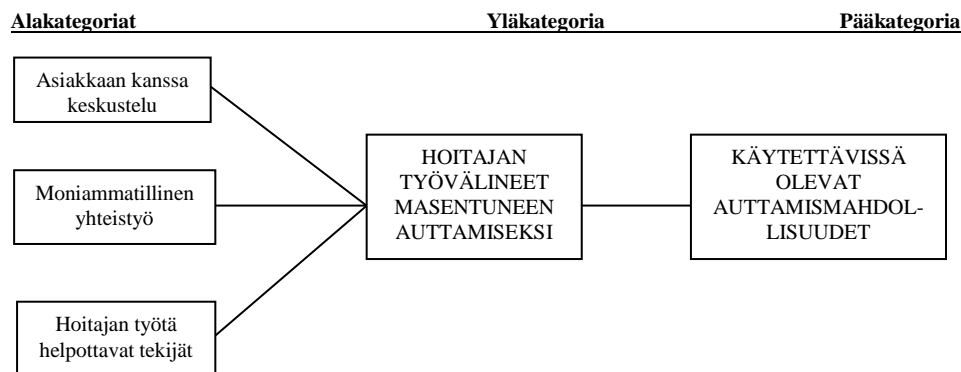 Alakategoriat Yläkategoria Pääkategoria
Asiakkaan kanssa
keskustelu
Moniammatillinen
yhteistyö
Hoitajan työtä
helpottavat tekijät
HOITAJAN
TYÖVÄLINEET
MASENTUNEEN
AUTTAMISEKSI
KÄYTETTÄVISSÄ
OLEVAT
AUTTAMISMAHDOL-
LISUUDET